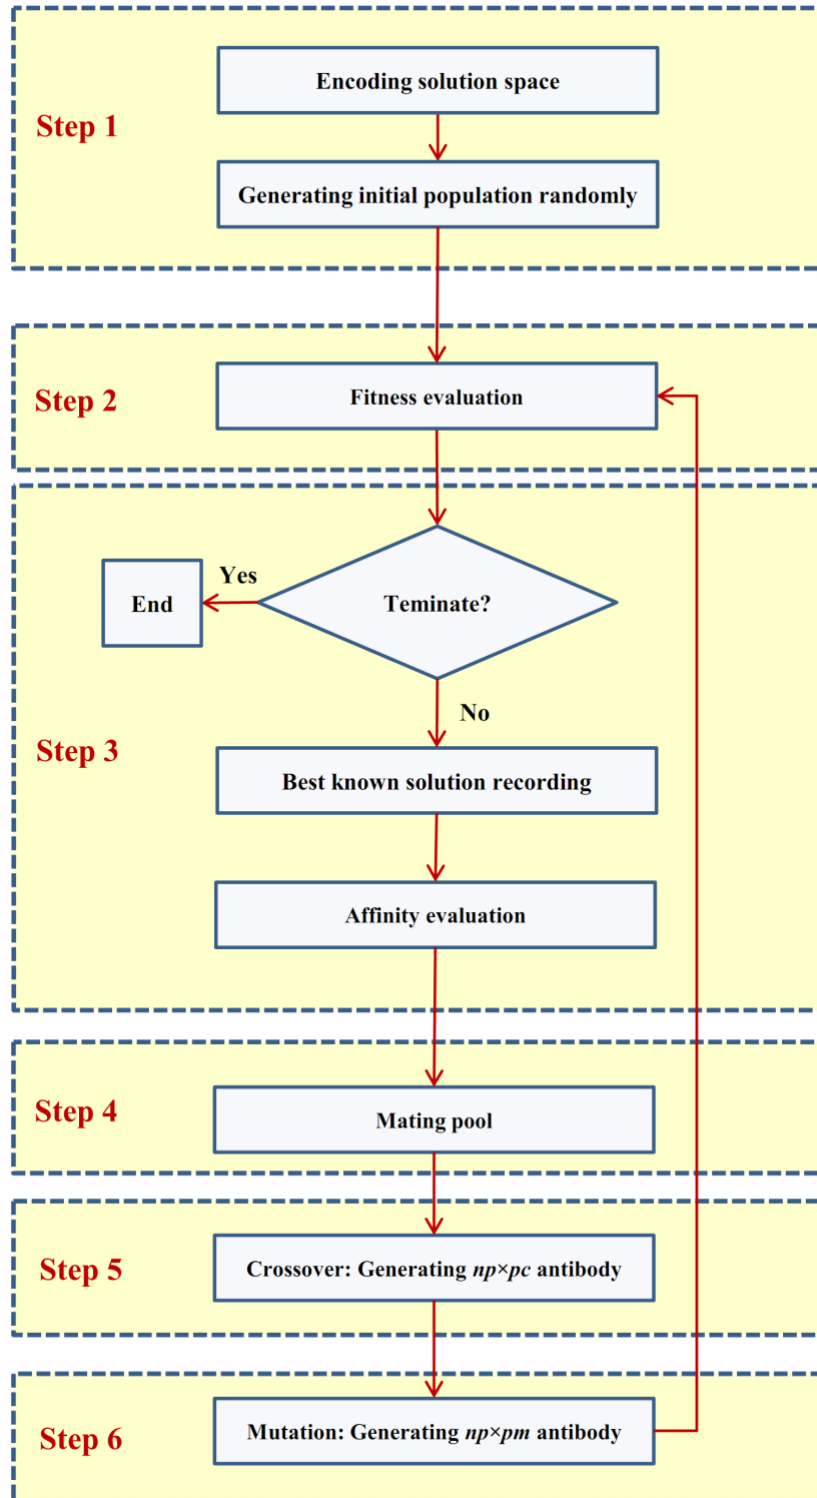 Step 1
Encoding solution space
Generating initial population randomly
Step 2
Fitness evaluation
Step 3
Teminate?
Yes
End
No
Best known solution recording
Affinity evaluation
Step 4
Mating pool
Step 5
Crossover: Generating np×pc antibody
Step 6
Mutation: Generating np×pm antibody